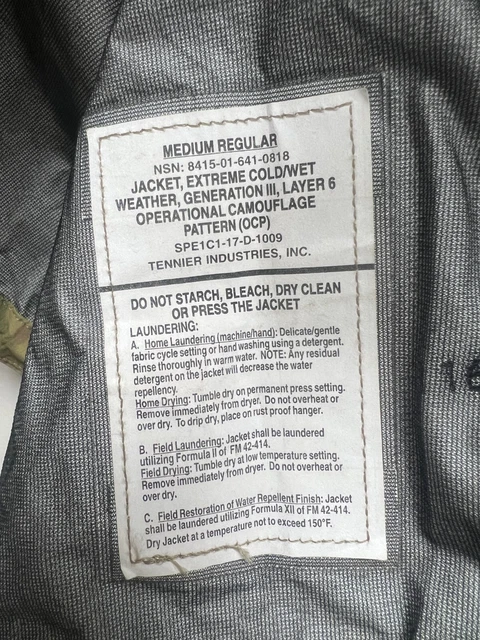 MEDIUM REGULAR
NSN: 8415-01-641-0818
JACKET, EXTREME COLD/WET
WEATHER, GENERATION III, LAYER 6
OPERATIONAL CAMOUFLAGE
PATTERN (OCP)
SPE1C1-17-D-1009
TENNIER INDUSTRIES, INC.
DO NOT STARCH, BLEACH, DRY CLEAN
OR PRESS THE JACKET
LAUNDERING:
A. Home Laundering (machine/hand): Delicate/gentle
fabric cycle setting or hand washing using a detergent.
Rinse thoroughly in warm water. NOTE: Any residual
detergent on the jacket will decrease the water
repellency.
Home Drying: Tumble dry on permanent press setting.
Remove immediately from dryer. Do not overheat or
over dry. To drip dry, place on rust proof hanger.
B. Field Laundering: Jacket shall be laundered
utilizing Formula II of FM 42-414.
Field Drying: Tumble dry at low temperature setting.
Remove immediately from dryer. Do not overheat or
over dry.
C. Field Restoration of Water Repellent Finish: Jacket
shall be laundered utilizing Formula XII of FM 42-414.
Dry Jacket at a temperature not to exceed 150°F.